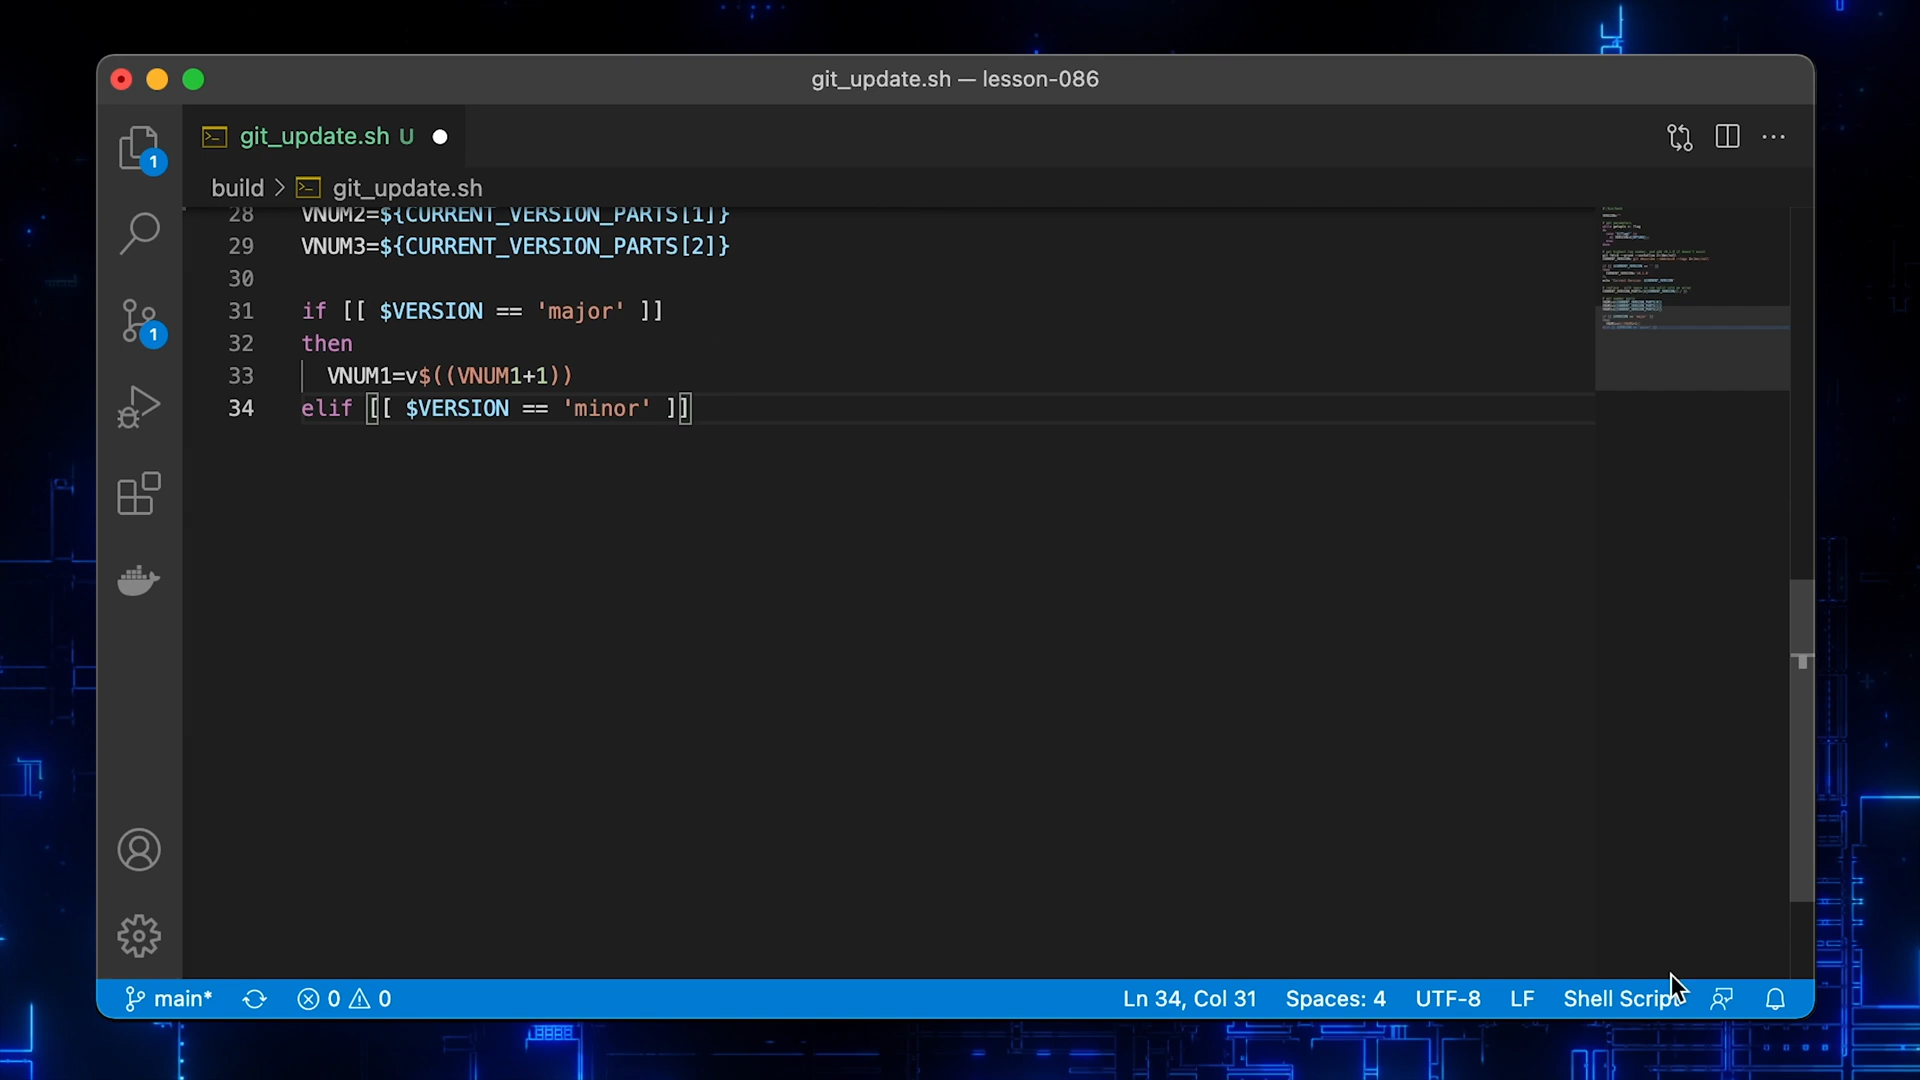 git_update.sh — lesson-086
git_update.sh U
build > git_update.sh
28 VNUM2=${CURRENT_VERSION_PARTS[1]}
29 VNUM3=${CURRENT_VERSION_PARTS[2]}
30
31 if [[ $VERSION == 'major' ]]
32 then
33 VNUM1=v$((VNUM1+1))
34 elif [[ $VERSION == 'minor' ]]
1
1
main* 0 0 Ln 34, Col 31 Spaces: 4 UTF-8 LF Shell Script